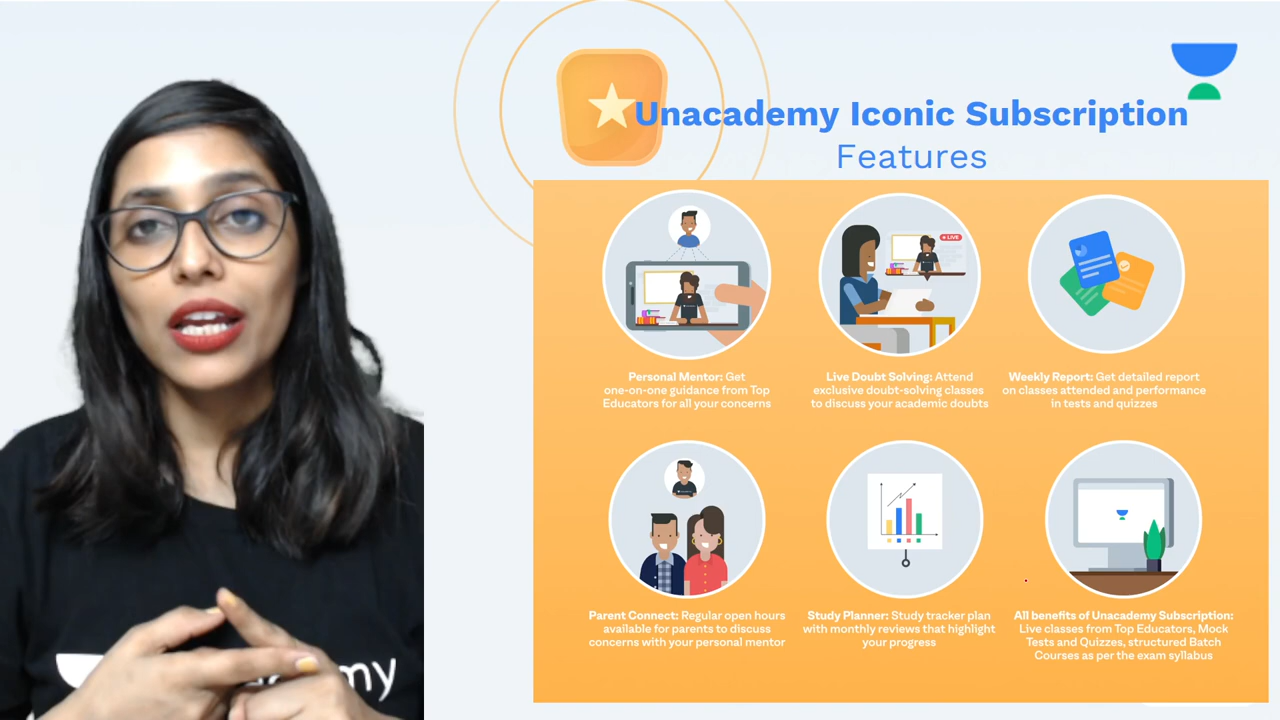 Unacademy Iconic Subscription
Features
LIVE
Personal Mentor: Get
one-on-one guidance from Top
Educators for all your concerns
Live Doubt Solving: Attend
exclusive doubt-solving classes
to discuss your academic doubts
Weekly Report: Get detailed report
on classes attended and performance
in tests and quizzes
Parent Connect: Regular open hours
available for parents to discuss
concerns with your personal mentor
Study Planner: Study tracker plan
with monthly reviews that highlight
your progress
All benefits of Unacademy Subscription:
Live classes from Top Educators, Mock
Tests and Quizzes, structured Batch
Courses as per the exam syllabus